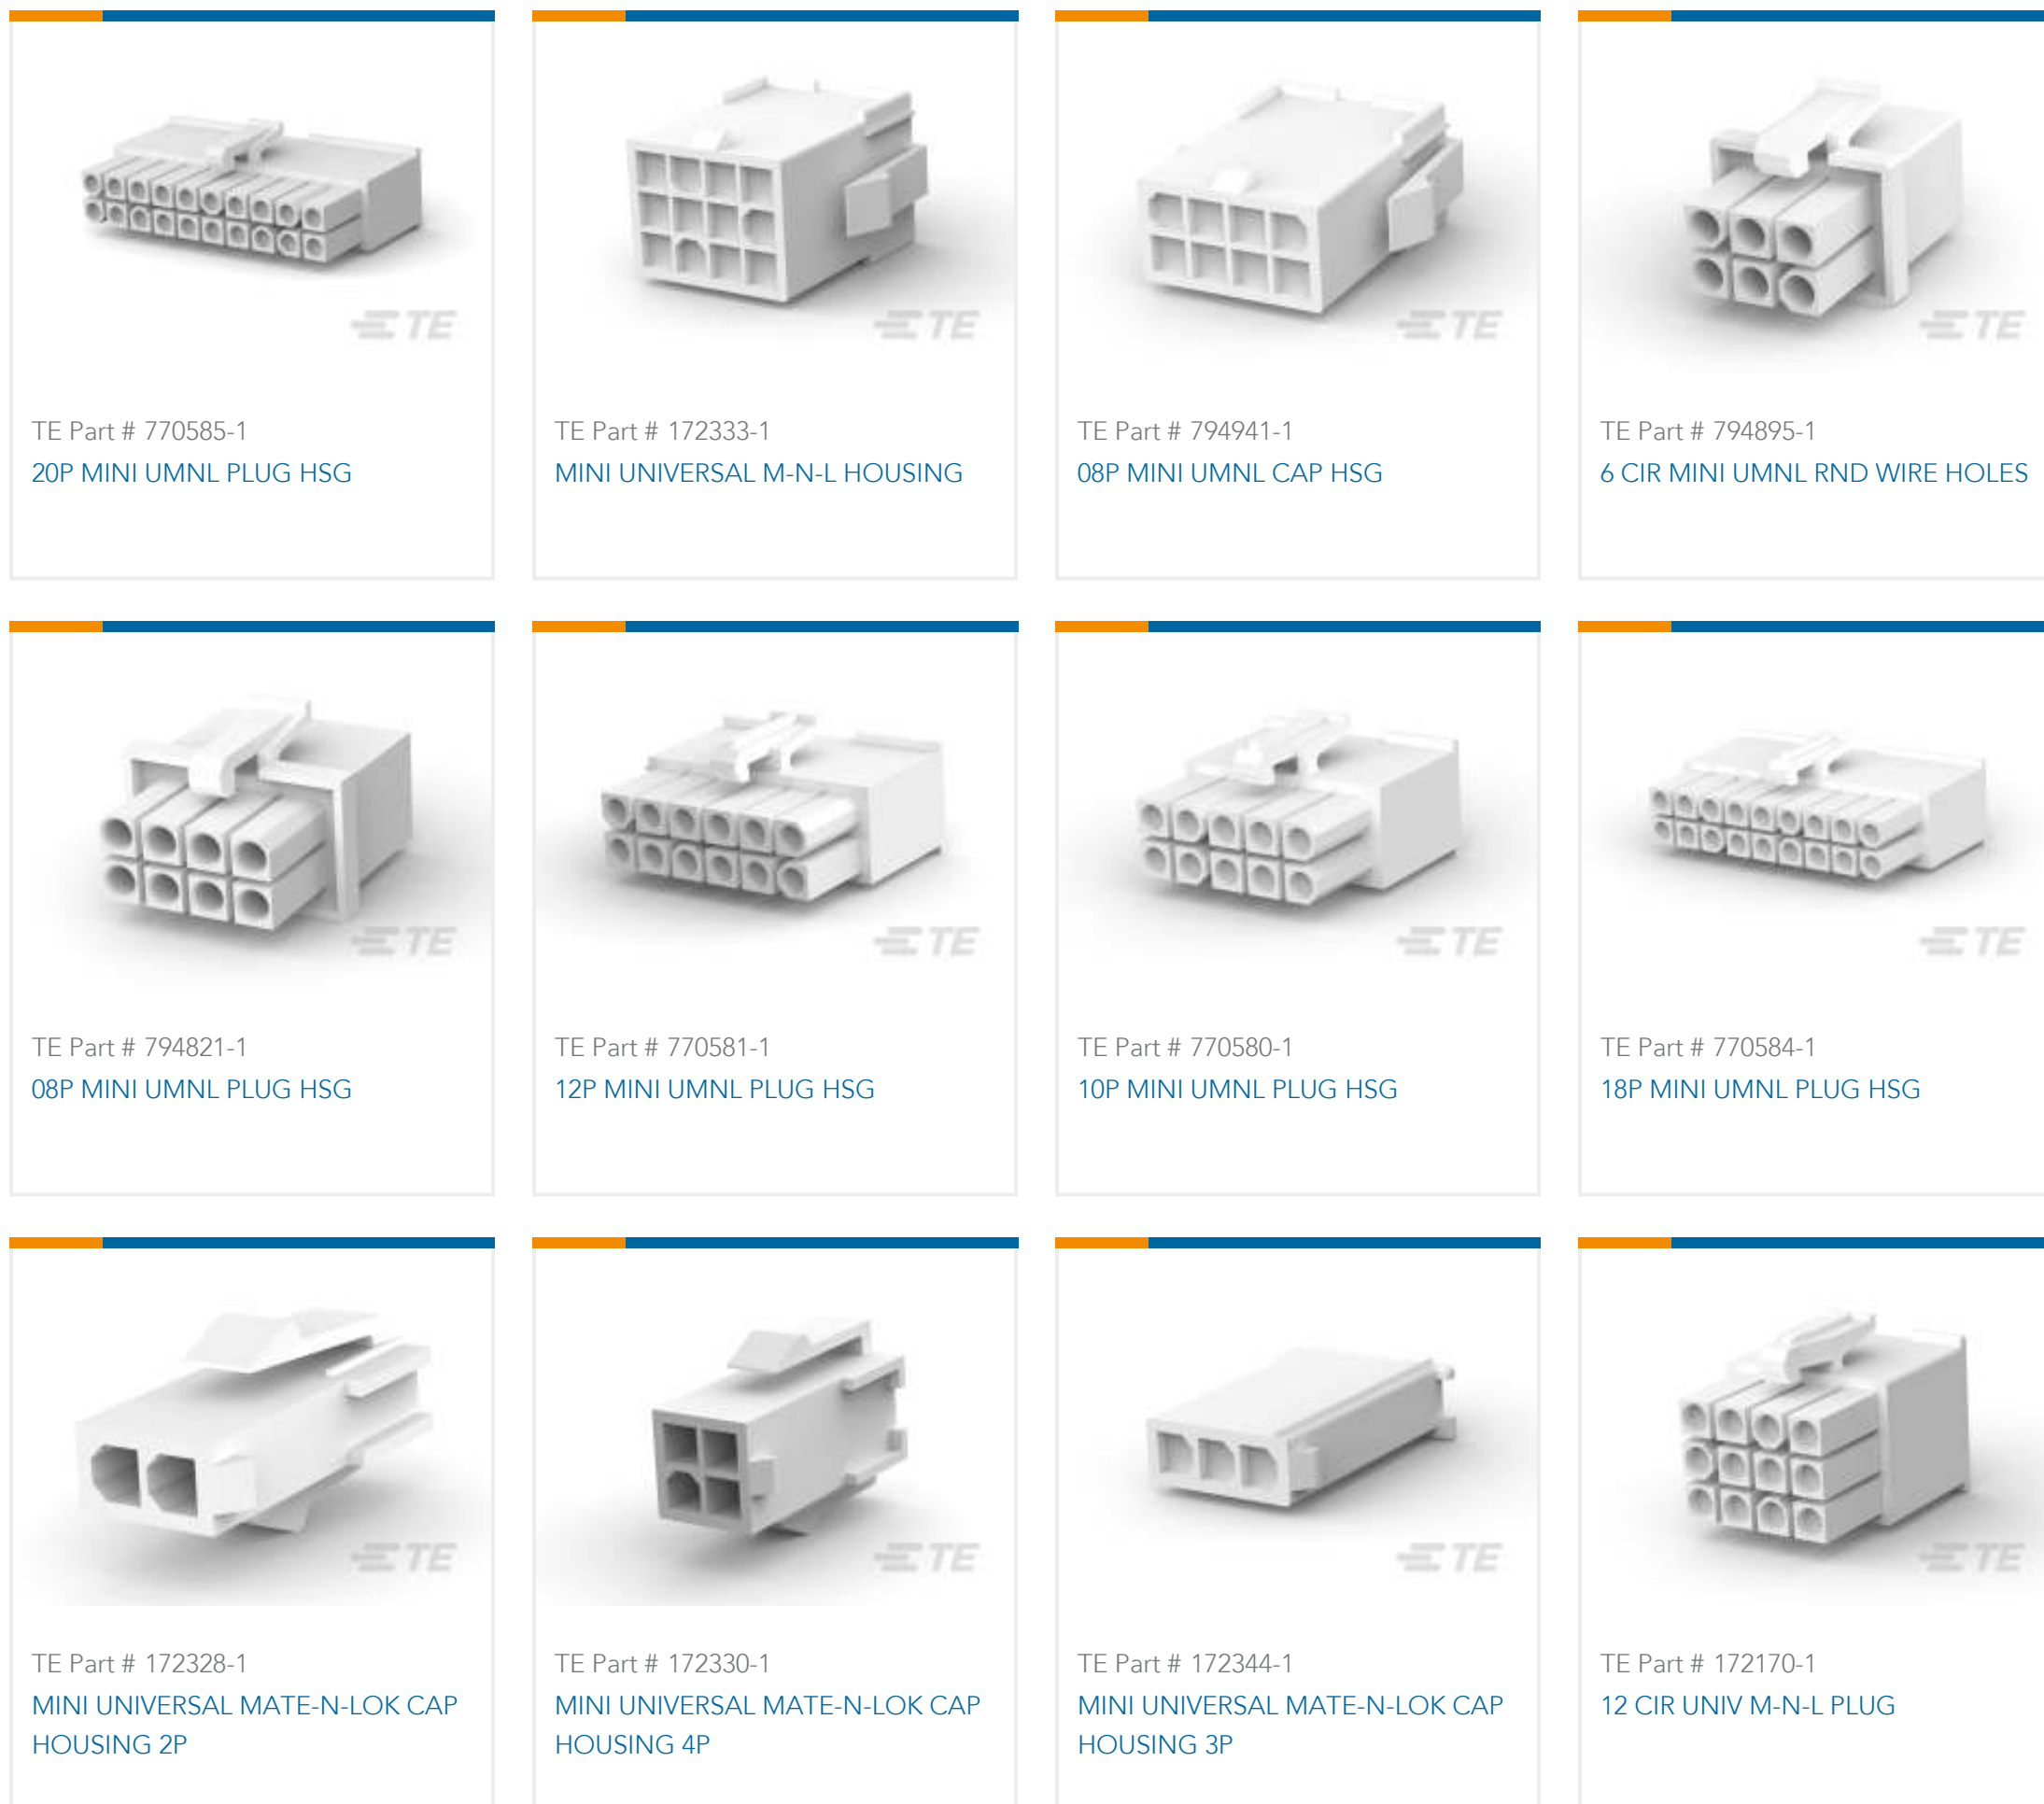 TE
TE
TE
TE
TE Part # 770585-1
20P MINI UMNL PLUG HSG
TE Part # 172333-1
MINI UNIVERSAL M-N-L HOUSING
TE Part # 794941-1
08P MINI UMNL CAP HSG
TE Part # 794895-1
6 CIR MINI UMNL RND WIRE HOLES
TE
TE
TE
TE
TE Part # 794821-1
08P MINI UMNL PLUG HSG
TE Part # 770581-1
12P MINI UMNL PLUG HSG
TE Part # 770580-1
10P MINI UMNL PLUG HSG
TE Part # 770584-1
18P MINI UMNL PLUG HSG
TE
TE
TE
TE
TE Part # 172328-1
MINI UNIVERSAL MATE-N-LOK CAP
HOUSING 2P
TE Part # 172330-1
MINI UNIVERSAL MATE-N-LOK CAP
HOUSING 4P
TE Part # 172344-1
MINI UNIVERSAL MATE-N-LOK CAP
HOUSING 3P
TE Part # 172170-1
12 CIR UNIV M-N-L PLUG